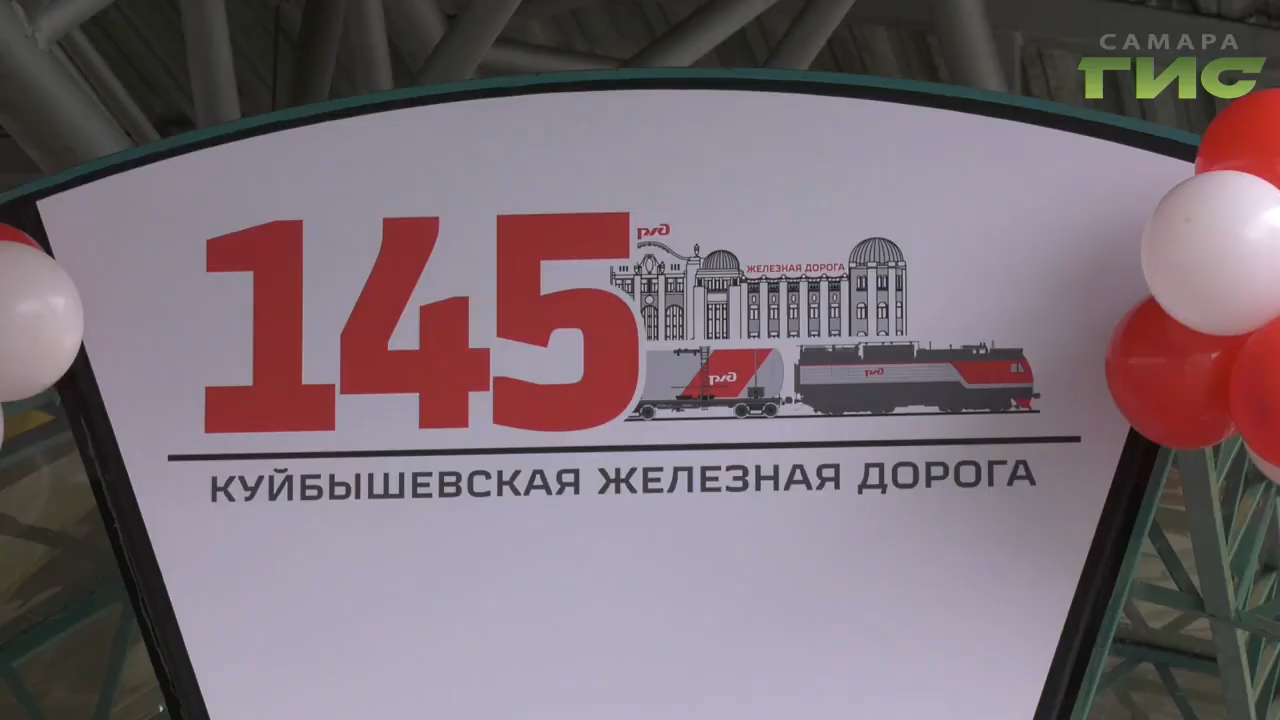 САМАРА
ГИС
145
ржд
ЖЕЛЕЗНАЯ ДОРОГА
ржд
ржд
КУЙБЫШЕВСКАЯ ЖЕЛЕЗНАЯ ДОРОГА